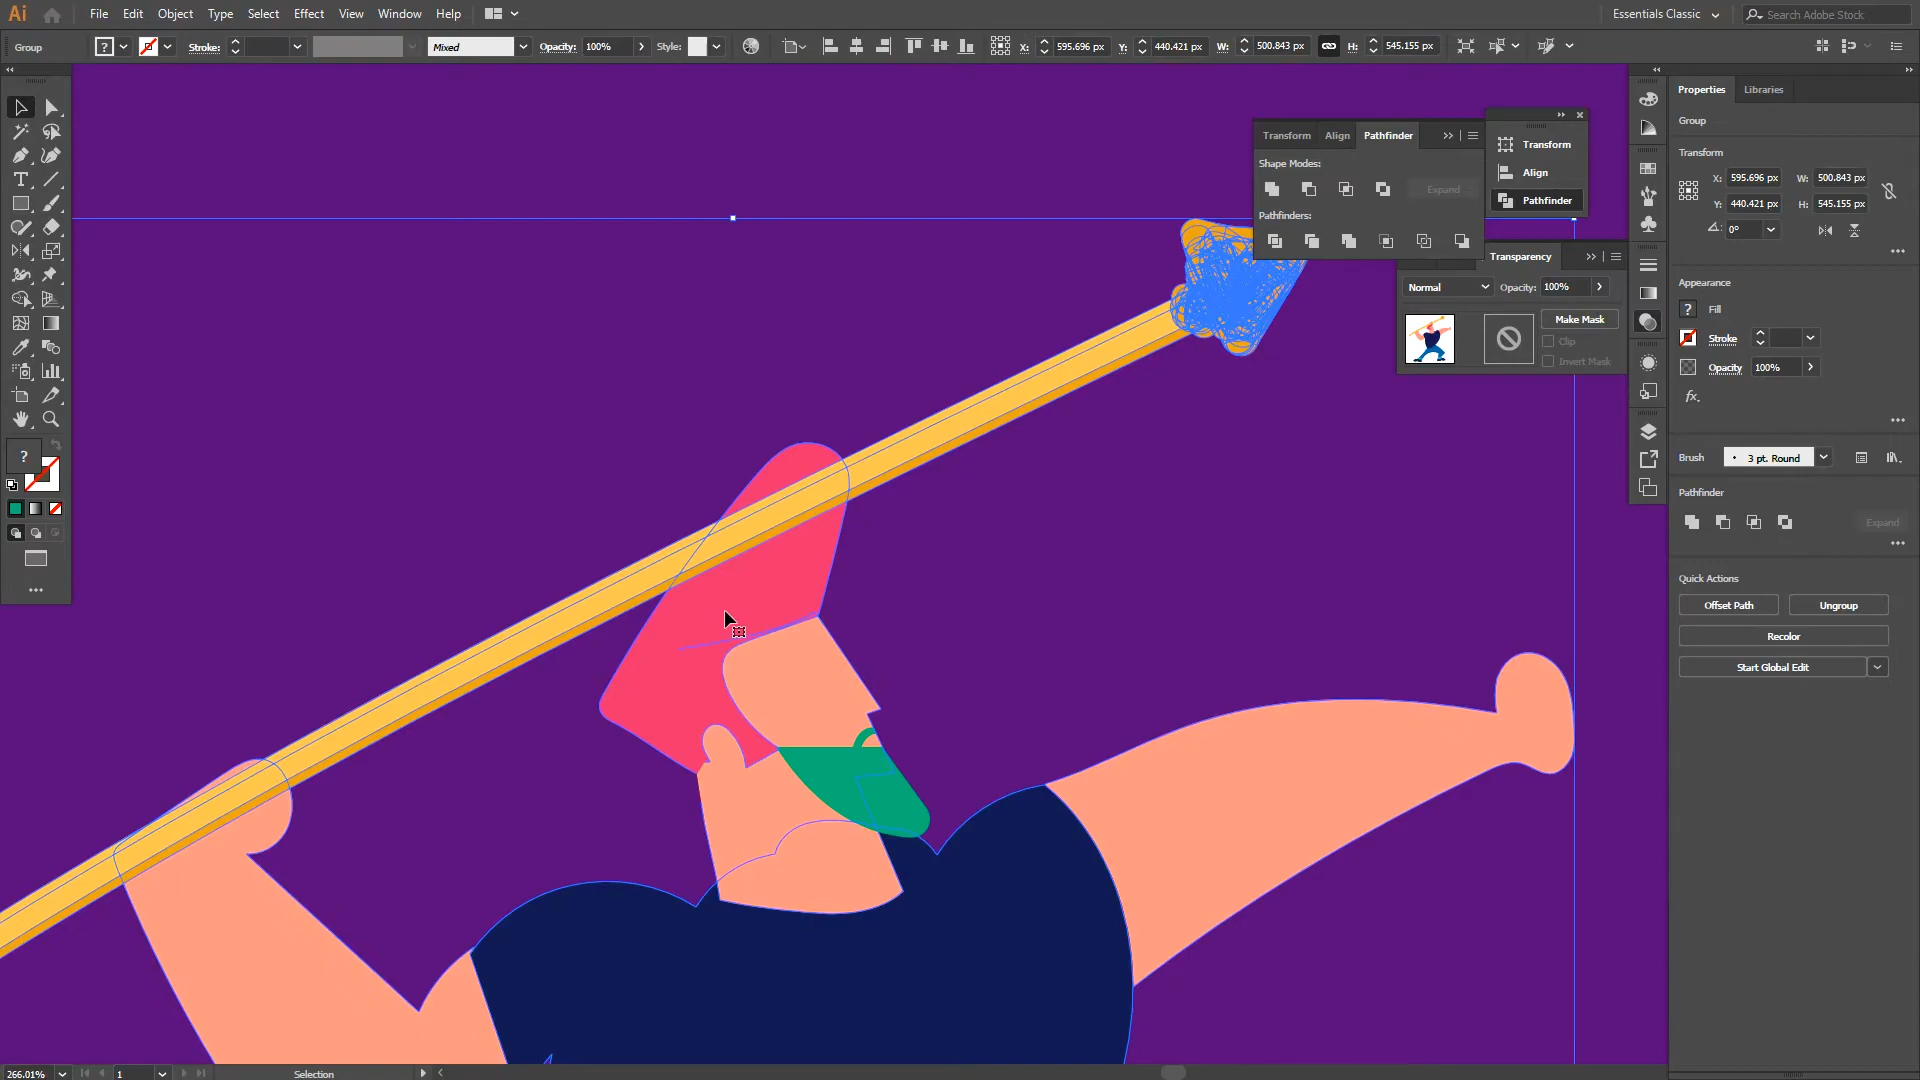 Ai File Edit Object Type Select Effect View Window Help Essentials Classic Search Adobe Stock
Group ? Stroke: Mixed Opacity: 100% Style: X: 595.696 px Y: 440.421 px W: 500.843 px H: 545.155 px
Transform Align Pathfinder
Shape Modes:
Expand
Pathfinders:
Transform
Align
Pathfinder
Transparency
Normal Opacity: 100%
Make Mask
Clip
Invert Mask
Properties Libraries
Group
Transform
X: 595.696 px W: 500.843 px
Y: 440.421 px H: 545.155 px
0°
Appearance
? Fill
Stroke
Opacity 100%
fx.
Brush 3 pt. Round
Pathfinder
Expand
Quick Actions
Offset Path Ungroup
Recolor
Start Global Edit
T
?
266.01% 1 Selection